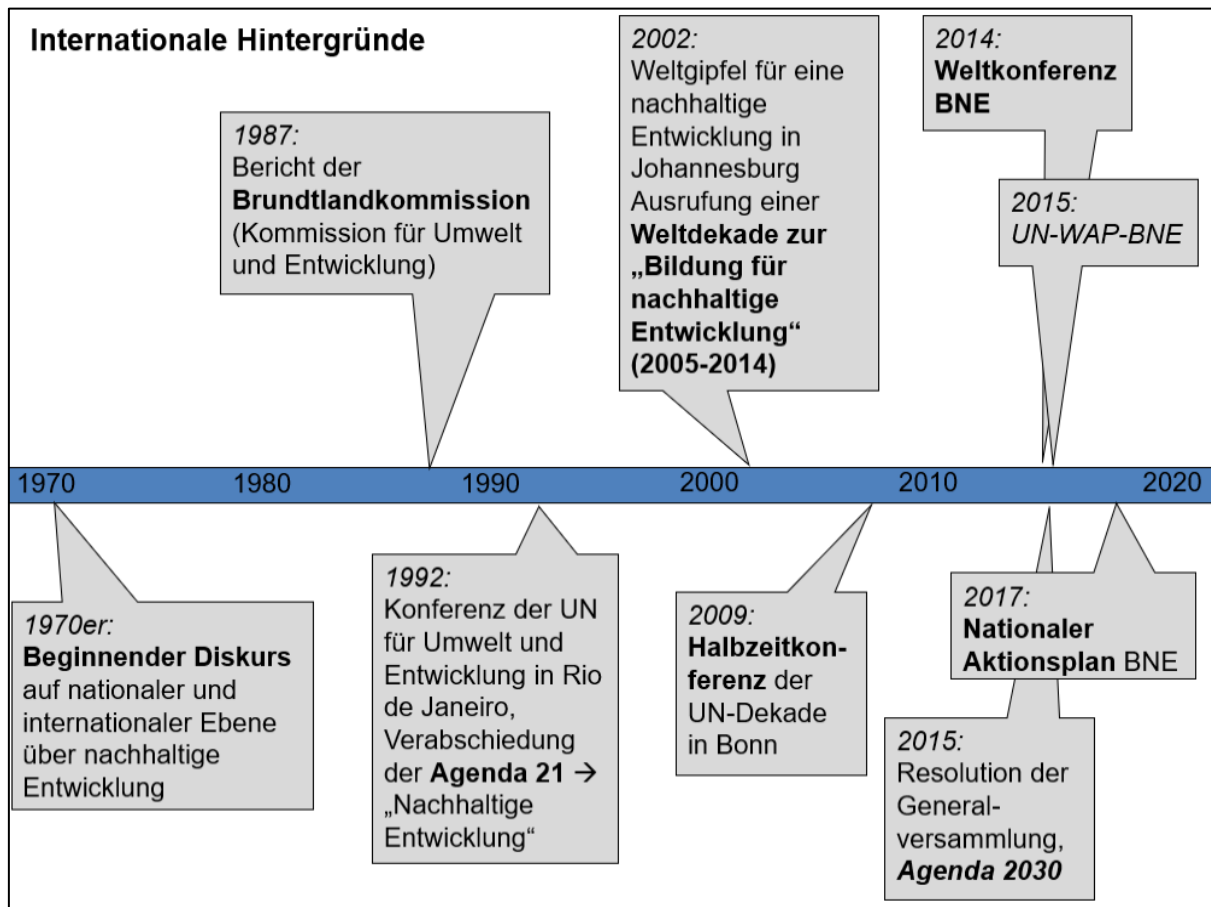 Internationale Hintergründe
1987:
Bericht der
Brundtlandkommission
(Kommission für Umwelt
und Entwicklung)
2002:
Weltgipfel für eine
nachhaltige
Entwicklung in
Johannesburg
Ausrufung einer
Weltdekade zur
„Bildung für
nachhaltige
Entwicklung“
(2005-2014)
2014:
Weltkonferenz
BNE
2015:
UN-WAP-BNE
1970
1980
1990
2000
2010
2020
1970er:
Beginnender Diskurs
auf nationaler und
internationaler Ebene
über nachhaltige
Entwicklung
1992:
Konferenz der UN
für Umwelt und
Entwicklung in Rio
de Janeiro,
Verabschiedung
der Agenda 21 →
„Nachhaltige
Entwicklung“
2009:
Halbzeitkon-
ferenz der
UN-Dekade
in Bonn
2017:
Nationaler
Aktionsplan BNE
2015:
Resolution der
General-
versammlung,
Agenda 2030